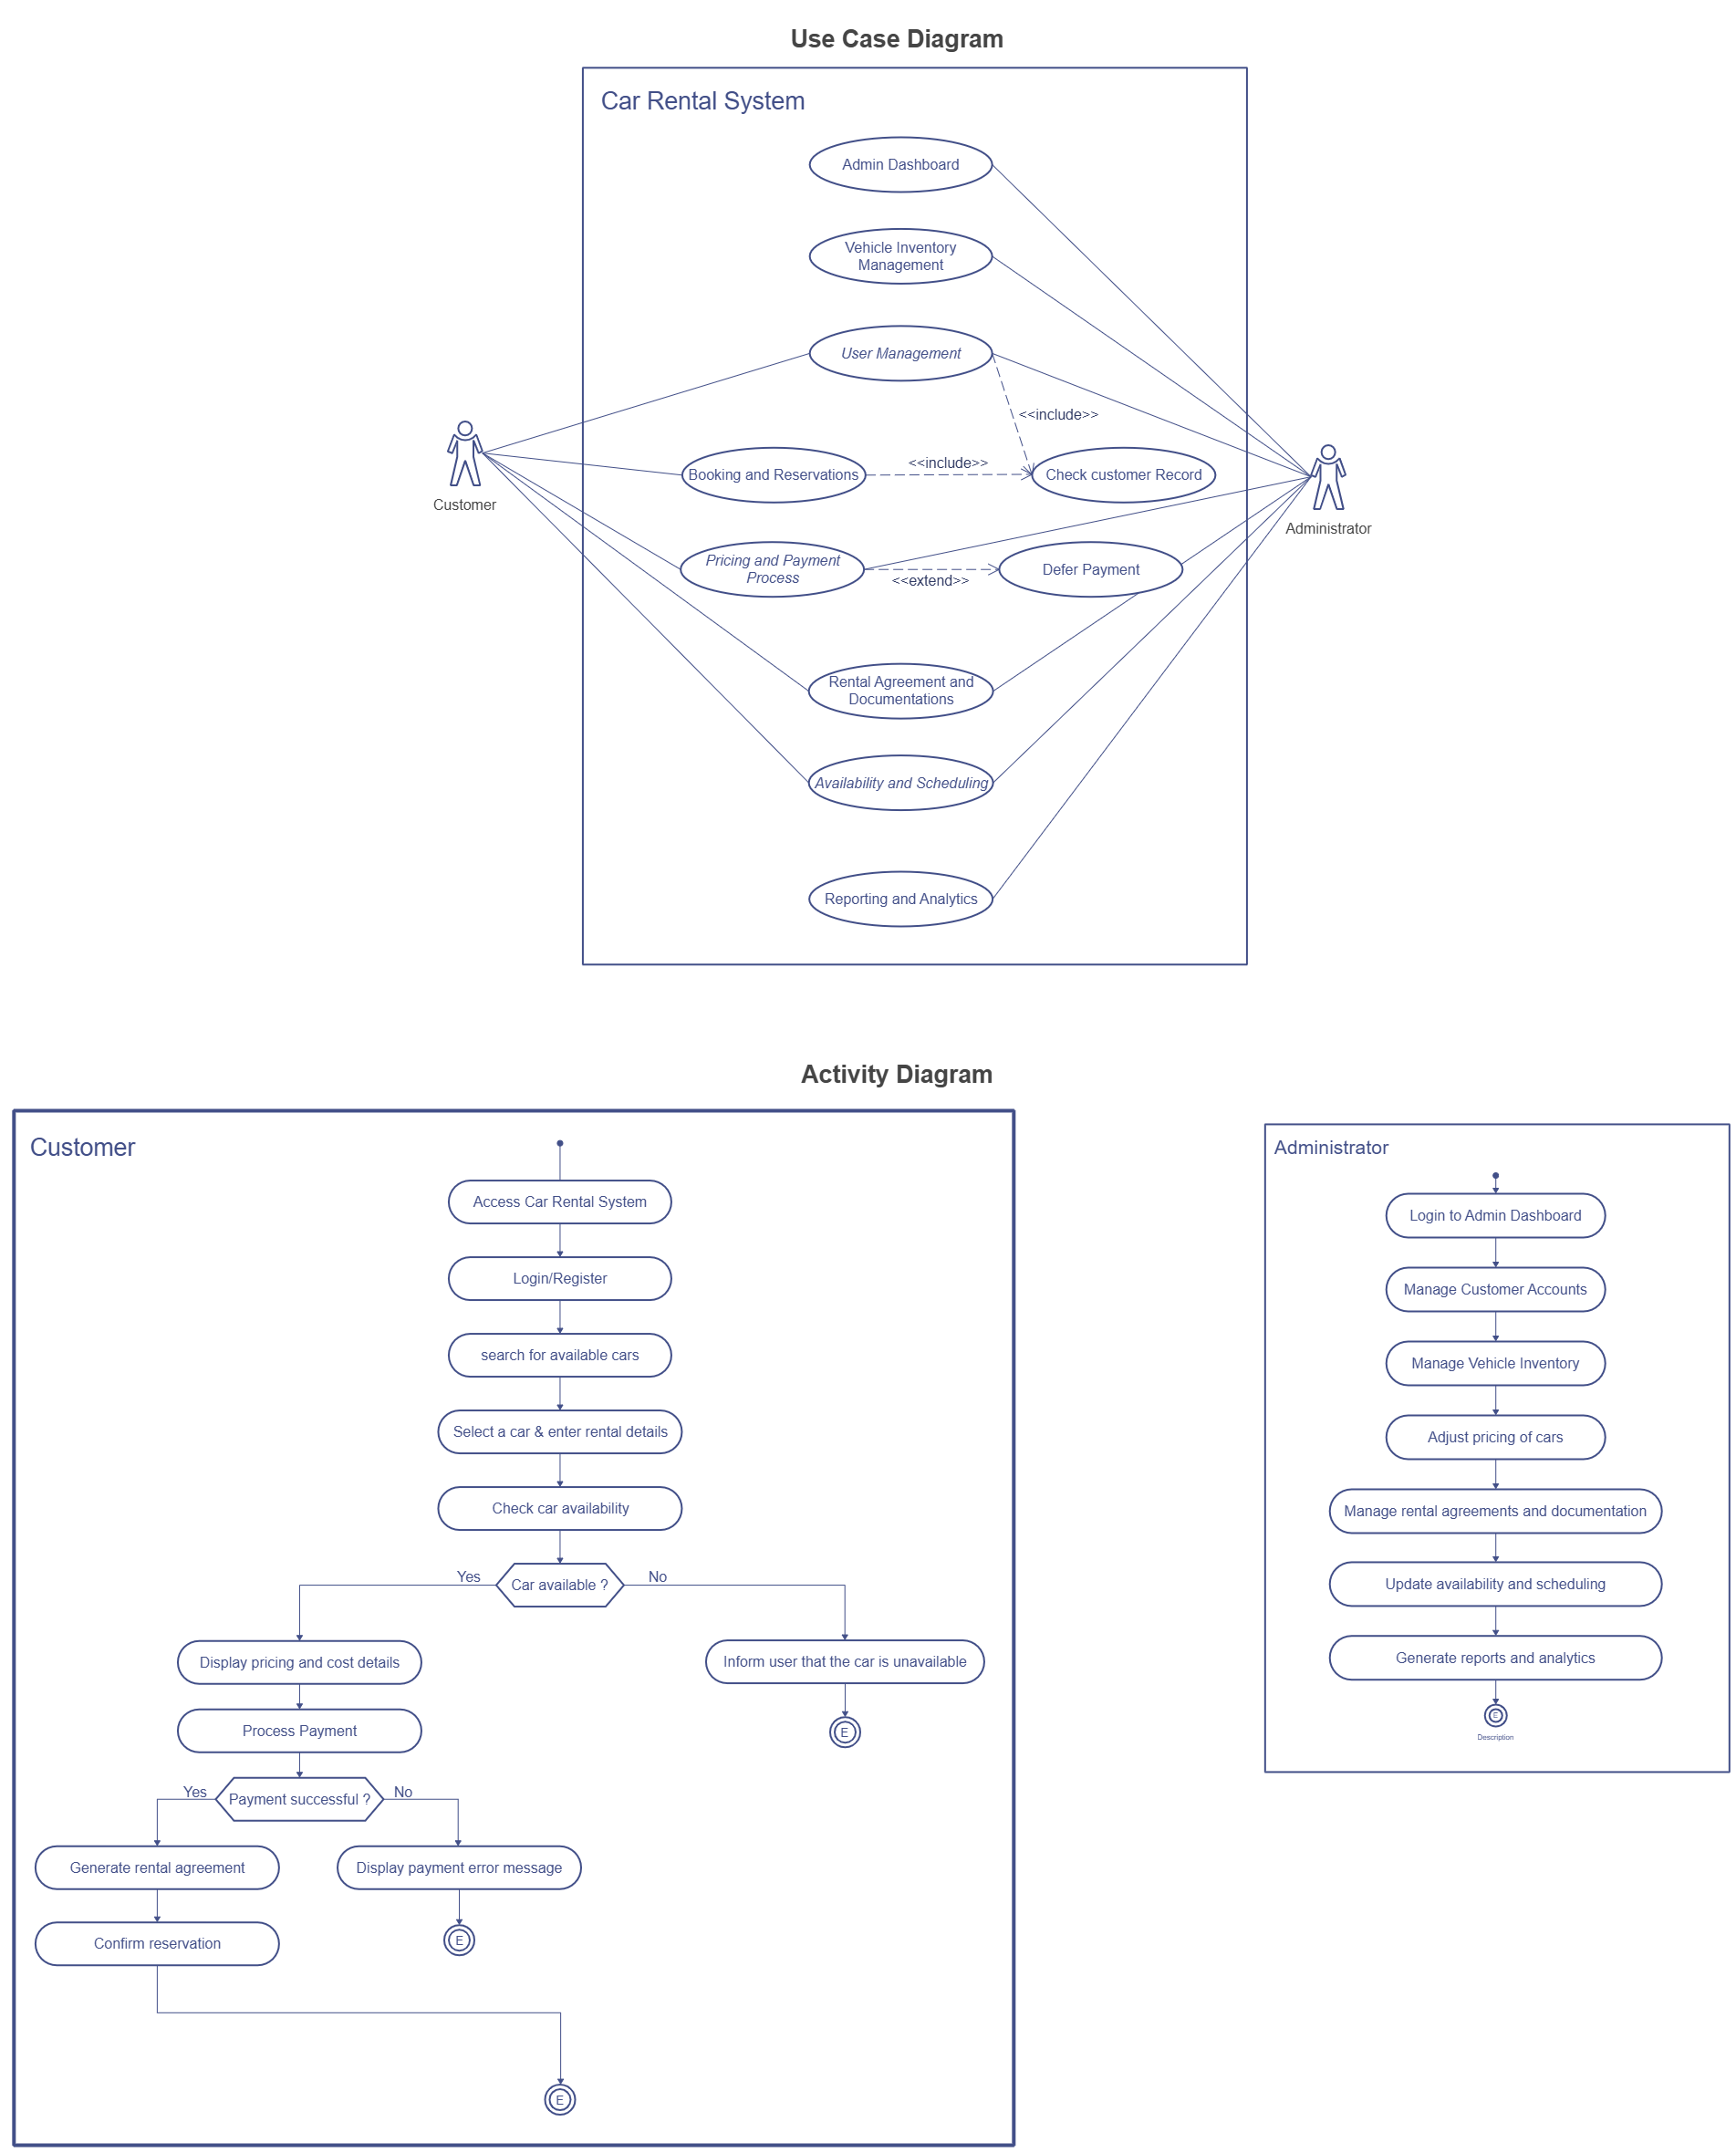 Use Case Diagram
Car Rental System
Admin Dashboard
Vehicle Inventory
Management
User Management
<<include>>
Customer
Booking and Reservations
<<include>>
Check customer Record
Administrator
Pricing and Payment
Process
<<extend>>
Defer Payment
Rental Agreement and
Documentations
Availability and Scheduling
Reporting and Analytics
Activity Diagram
Customer
Access Car Rental System
Login/Register
search for available cars
Select a car & enter rental details
Check car availability
Car available ?
Yes
No
Display pricing and cost details
Inform user that the car is unavailable
E
Process Payment
Payment successful ?
Yes
No
Generate rental agreement
Display payment error message
E
Confirm reservation
E
Administrator
Login to Admin Dashboard
Manage Customer Accounts
Manage Vehicle Inventory
Adjust pricing of cars
Manage rental agreements and documentation
Update availability and scheduling
Generate reports and analytics
E
Description